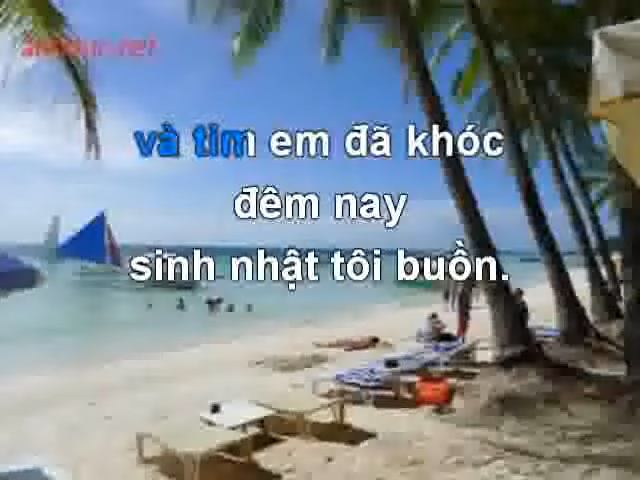 và tim em đã khóc
đêm nay
sinh nhật tôi buồn.